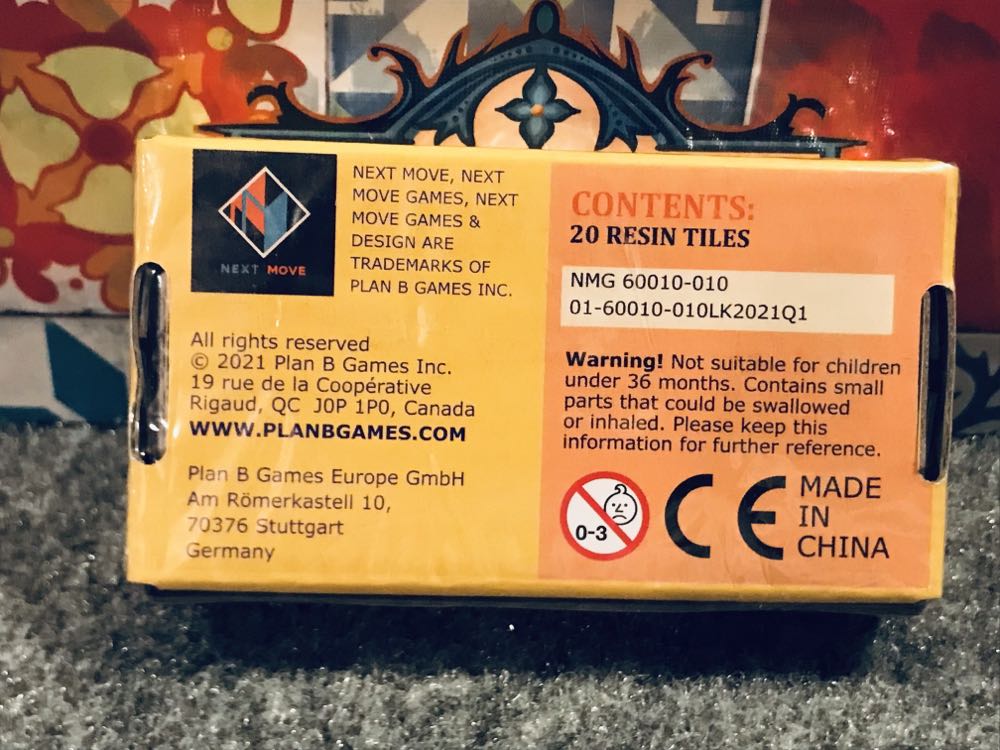 NEXT MOVE
NEXT MOVE, NEXT
MOVE GAMES, NEXT
MOVE GAMES &
DESIGN ARE
TRADEMARKS OF
PLAN B GAMES INC.
All rights reserved
© 2021 Plan B Games Inc.
19 rue de la Coopérative
Rigaud, QC J0P 1P0, Canada
WWW.PLANBGAMES.COM
Plan B Games Europe GmbH
Am Römerkastell 10,
70376 Stuttgart
Germany
CONTENTS:
20 RESIN TILES
NMG 60010-010
01-60010-010LK2021Q1
Warning! Not suitable for children
under 36 months. Contains small
parts that could be swallowed
or inhaled. Please keep this
information for further reference.
0-3
CE
MADE
IN
CHINA